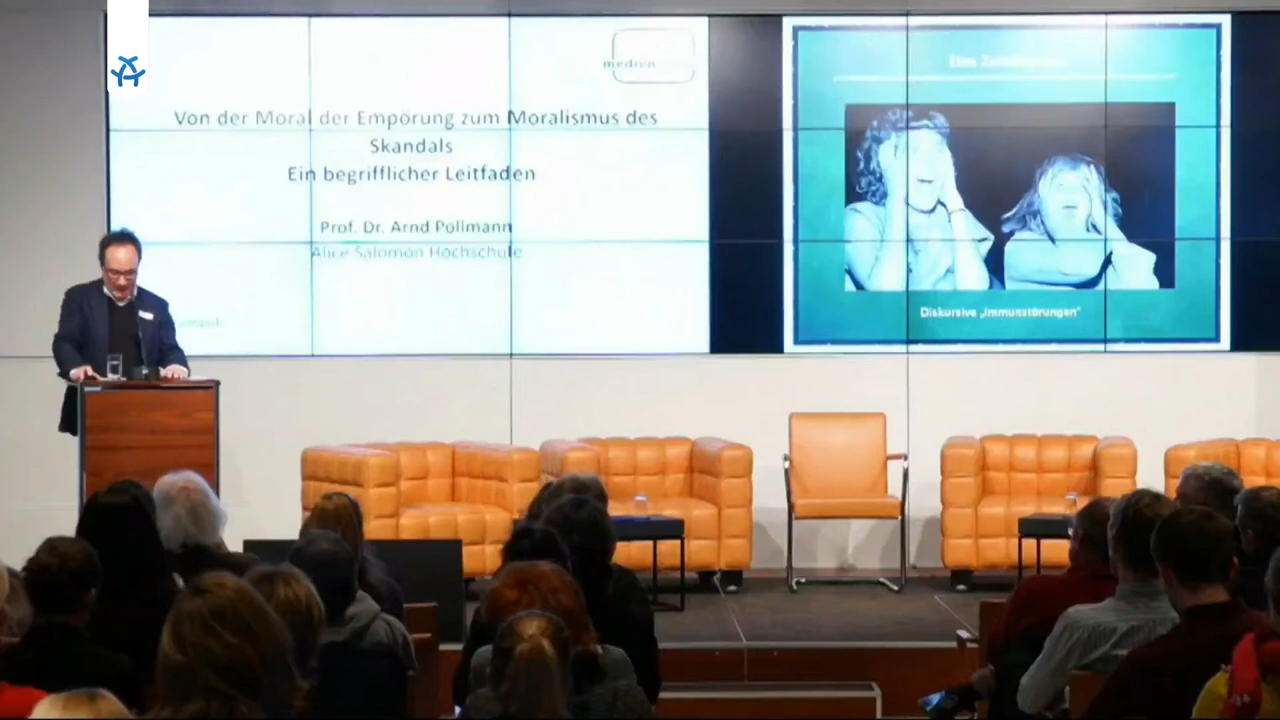 medien
Von der Moral der Empörung zum Moralismus des
Skandals
Ein begrifflicher Leitfaden
Prof. Dr. Arnd Pollmann
Alice Salomon Hochschule
Diskursive „Immunstörungen“